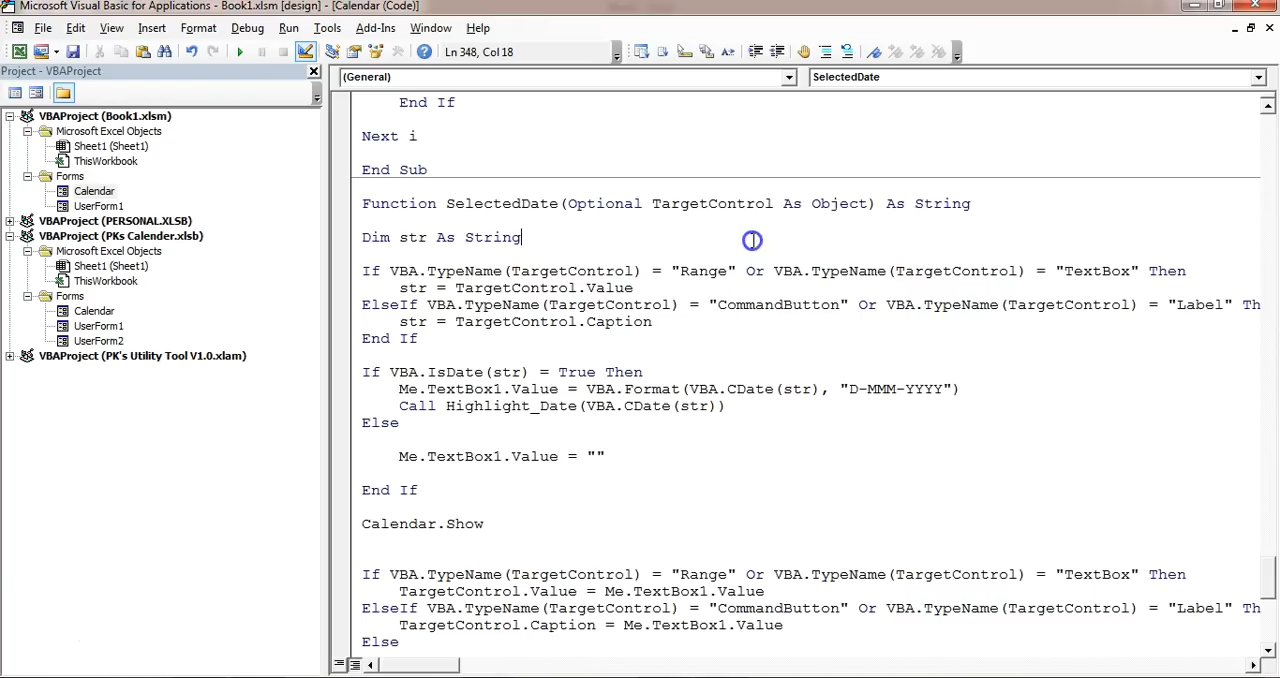 Microsoft Visual Basic for Applications - Book1.xlsm [design] - [Calendar (Code)]
File Edit View Insert Format Debug Run Tools Add-Ins Window Help
Ln 348, Col 18
Project - VBAProject
(General) SelectedDate
VBAProject (Book1.xlsm)
Microsoft Excel Objects
Sheet1 (Sheet1)
ThisWorkbook
Forms
Calendar
UserForm1
VBAProject (PERSONAL.XLSB)
VBAProject (PKs Calender.xlsb)
Microsoft Excel Objects
Sheet1 (Sheet1)
ThisWorkbook
Forms
Calendar
UserForm1
UserForm2
VBAProject (PK's Utility Tool V1.0.xlam)
End If
Next i
End Sub
Function SelectedDate(Optional TargetControl As Object) As String
Dim str As String
If VBA.TypeName(TargetControl) = "Range" Or VBA.TypeName(TargetControl) = "TextBox" Then
str = TargetControl.Value
ElseIf VBA.TypeName(TargetControl) = "CommandButton" Or VBA.TypeName(TargetControl) = "Label" Th
str = TargetControl.Caption
End If
If VBA.IsDate(str) = True Then
Me.TextBox1.Value = VBA.Format(VBA.CDate(str), "D-MMM-YYYY")
Call Highlight_Date(VBA.CDate(str))
Else
Me.TextBox1.Value = ""
End If
Calendar.Show
If VBA.TypeName(TargetControl) = "Range" Or VBA.TypeName(TargetControl) = "TextBox" Then
TargetControl.Value = Me.TextBox1.Value
ElseIf VBA.TypeName(TargetControl) = "CommandButton" Or VBA.TypeName(TargetControl) = "Label" Th
TargetControl.Caption = Me.TextBox1.Value
Else